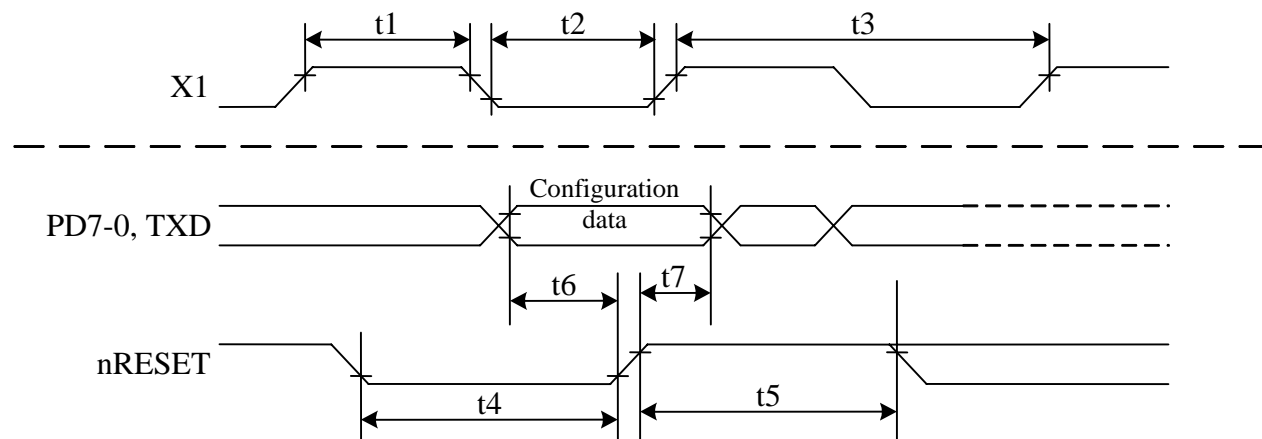 t1
t2
t3
X1
Configuration
data
PD7-0, TXD
t6
t7
nRESET
t4
t5